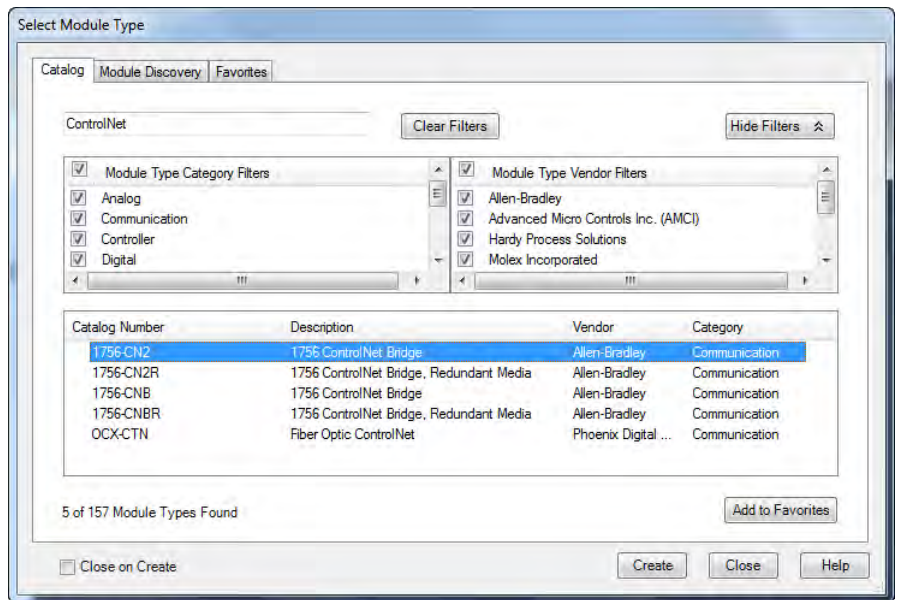 Select Module Type
Catalog Module Discovery Favorites
ControlNet Clear Filters Hide Filters
Module Type Category Filters Module Type Vendor Filters
Analog Allen-Bradley
Communication Advanced Micro Controls Inc. (AMCI)
Controller Hardy Process Solutions
Digital Molex Incorporated
Catalog Number Description Vendor Category
1756-CN2 1756 ControlNet Bridge Allen-Bradley Communication
1756-CN2R 1756 ControlNet Bridge, Redundant Media Allen-Bradley Communication
1756-CNB 1756 ControlNet Bridge Allen-Bradley Communication
1756-CNBR 1756 ControlNet Bridge, Redundant Media Allen-Bradley Communication
OCX-CTN Fiber Optic ControlNet Phoenix Digital ... Communication
5 of 157 Module Types Found Add to Favorites
Close on Create Create Close Help